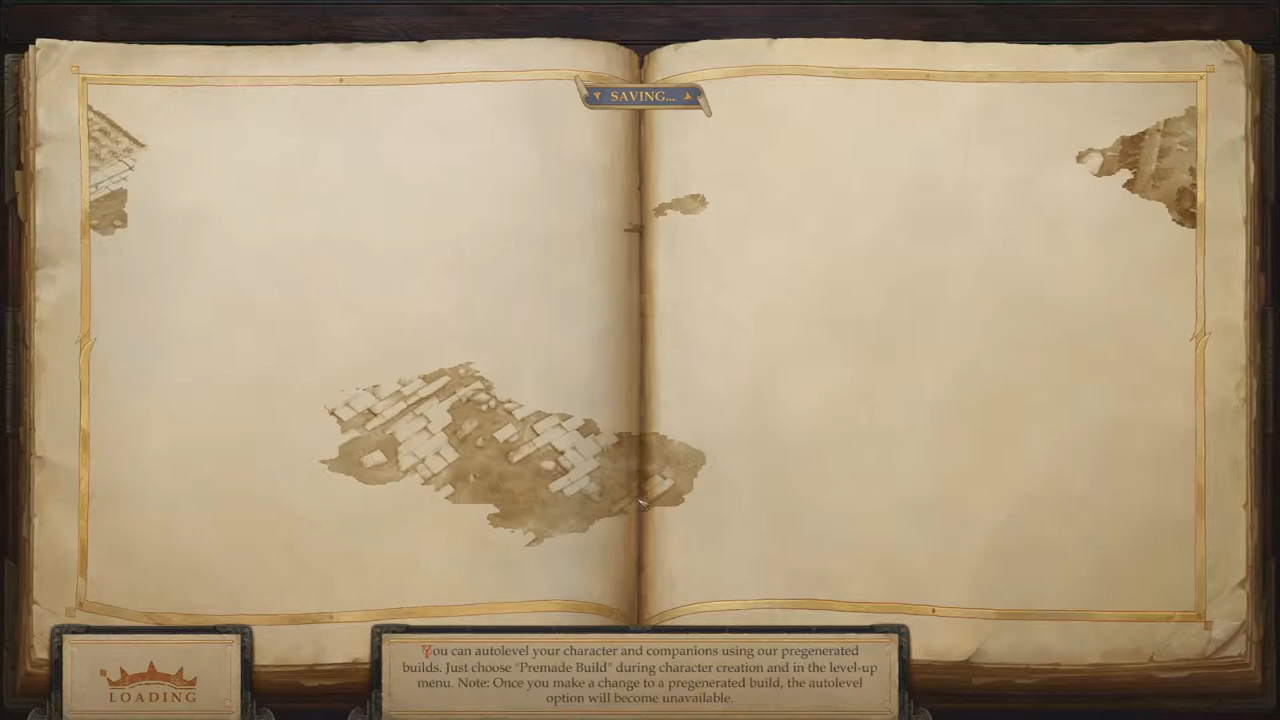 SAVING...
You can autolevel your character and companions using our pregenerated
builds. Just choose "Premade Build" during character creation and in the level-up
menu. Note: Once you make a change to a pregenerated build, the autolevel
option will become unavailable.
LOADING